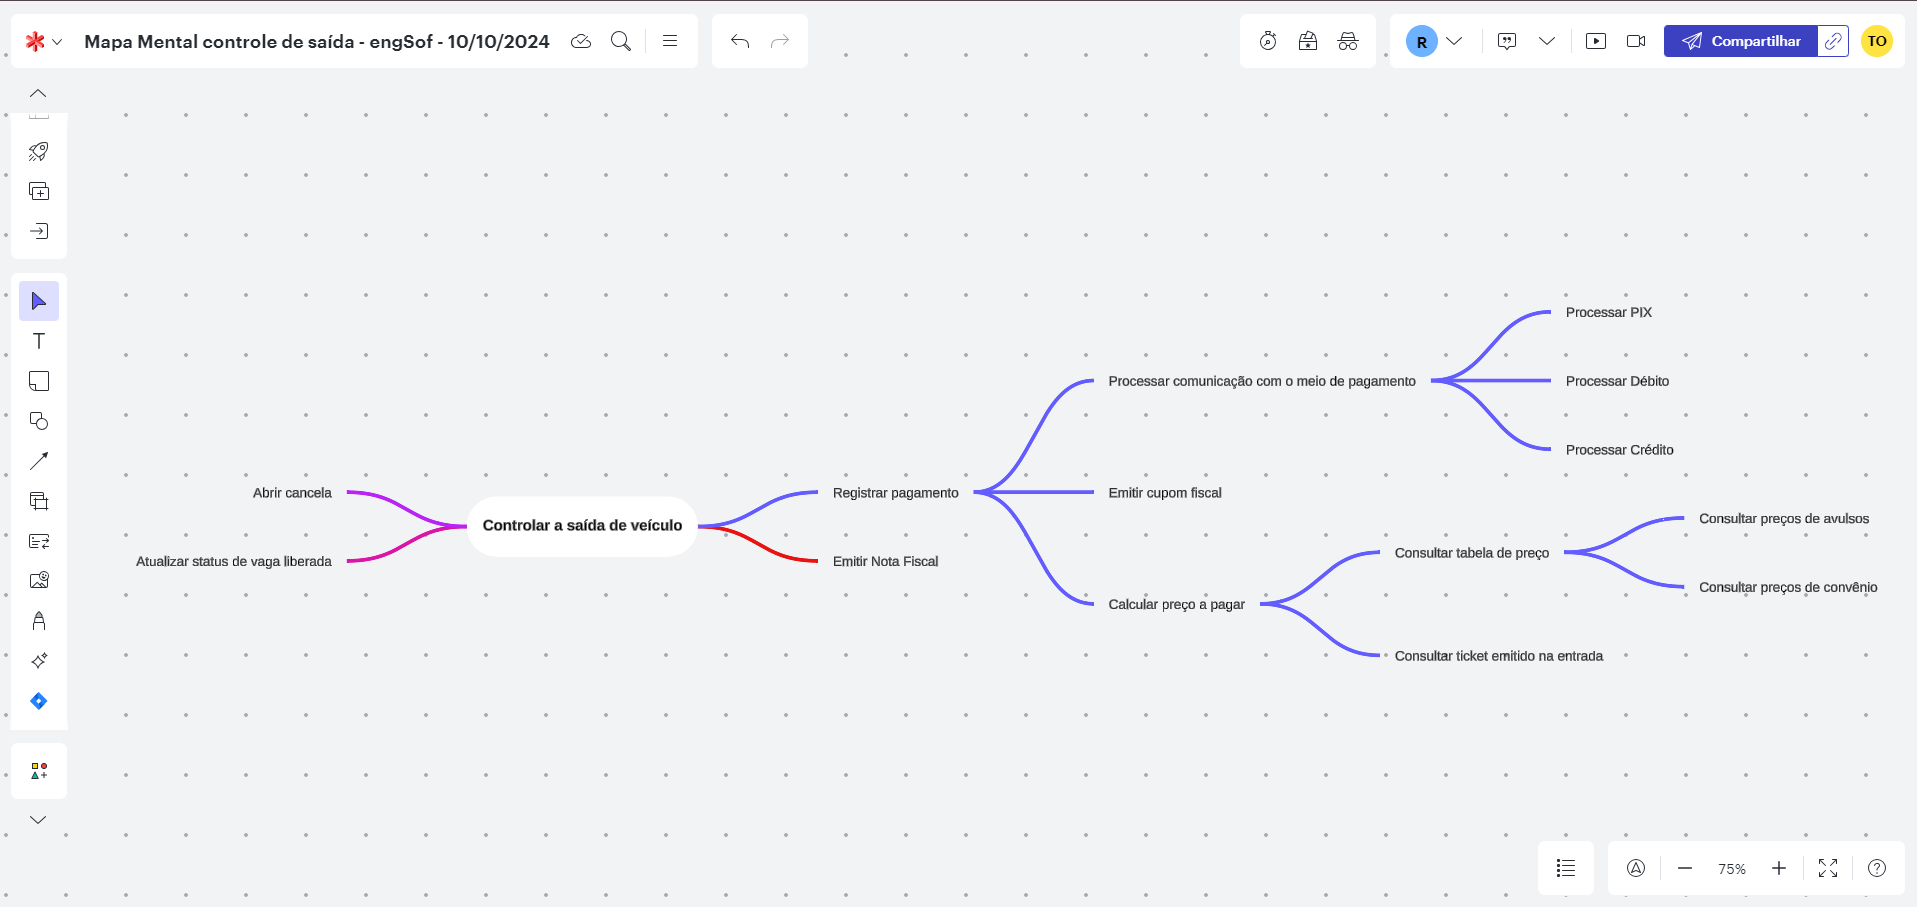 Mapa Mental controle de saída - engSof - 10/10/2024
R
Compartilhar
TO
T
Processar PIX
Processar comunicação com o meio de pagamento
Processar Débito
Processar Crédito
Abrir cancela
Registrar pagamento
Emitir cupom fiscal
Controlar a saída de veículo
Consultar preços de avulsos
Atualizar status de vaga liberada
Emitir Nota Fiscal
Consultar tabela de preço
Consultar preços de convênio
Calcular preço a pagar
Consultar ticket emitido na entrada
75%